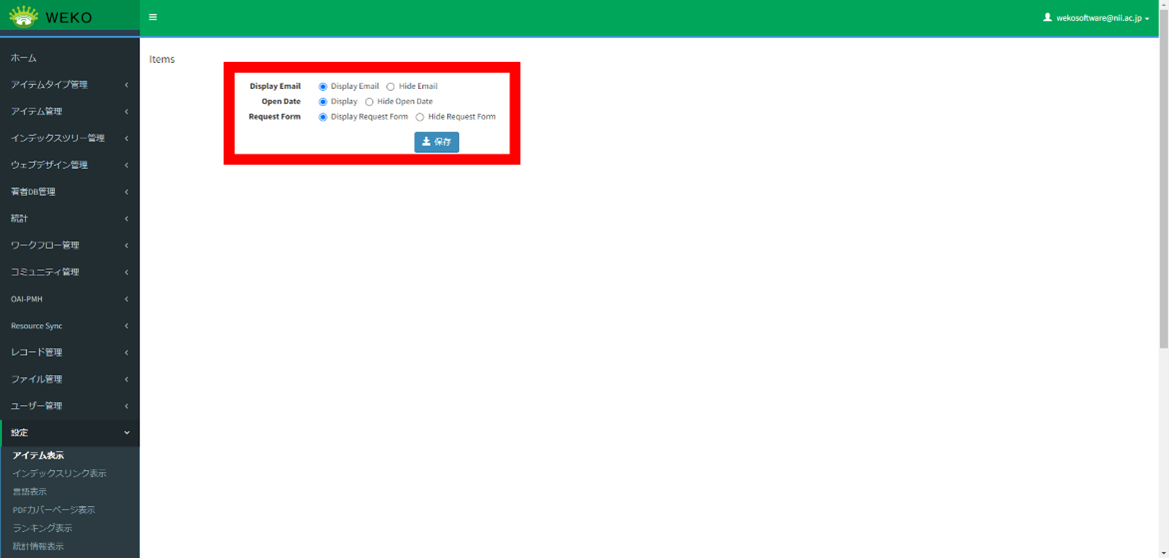 WEKO
wekosoftware@nii.ac.jp
ホーム
アイテムタイプ管理
アイテム管理
インデックスツリー管理
ウェブデザイン管理
著者DB管理
統計
ワークフロー管理
コミュニティ管理
OAI-PMH
Resource Sync
レコード管理
ファイル管理
ユーザー管理
設定
アイテム表示
インデックスリンク表示
言語表示
PDFカバーページ表示
ランキング表示
統計情報表示
Items
Display Email Display Email Hide Email
Open Date Display Hide Open Date
Request Form Display Request Form Hide Request Form
保存